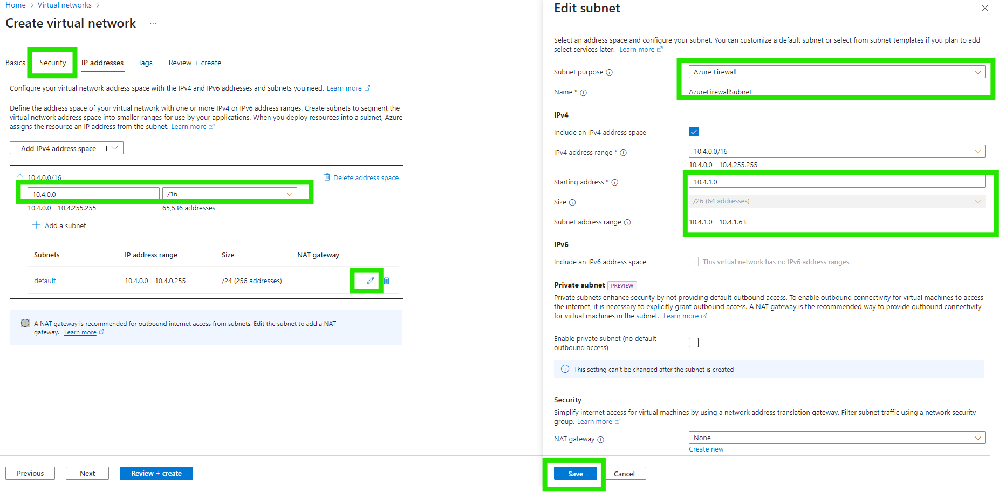 Home > Virtual networks >
Create virtual network ...
Basics Security IP addresses Tags Review + create
Configure your virtual network address space with the IPv4 and IPv6 addresses and subnets you need. Learn more
Define the address space of your virtual network with one or more IPv4 or IPv6 address ranges. Create subnets to segment the
virtual network address space into smaller ranges for use by your applications. When you deploy resources into a subnet, Azure
assigns the resource an IP address from the subnet. Learn more
Add IPv4 address space
10.4.0.0/16 Delete address space
10.4.0.0 /16
10.4.0.0 - 10.4.255.255 65,536 addresses
+ Add a subnet
Subnets IP address range Size NAT gateway
default 10.4.0.0 - 10.4.0.255 /24 (256 addresses) -
A NAT gateway is recommended for outbound internet access from subnets. Edit the subnet to add a NAT
gateway. Learn more
Previous Next Review + create
Edit subnet
Select an address space and configure your subnet. You can customize a default subnet or select from subnet templates if you plan to add
select services later. Learn more
Subnet purpose Azure Firewall
Name * AzureFirewallSubnet
IPv4
Include an IPv4 address space
IPv4 address range * 10.4.0.0/16
10.4.0.0 - 10.4.255.255
Starting address * 10.4.1.0
Size /26 (64 addresses)
Subnet address range 10.4.1.0 - 10.4.1.63
IPv6
Include an IPv6 address space This virtual network has no IPv6 address ranges.
Private subnet PREVIEW
Private subnets enhance security by not providing default outbound access. To enable outbound connectivity for virtual machines to access
the internet, it is necessary to explicitly grant outbound access. A NAT gateway is the recommended way to provide outbound connectivity
for virtual machines in the subnet. Learn more
Enable private subnet (no default
outbound access)
This setting can't be changed after the subnet is created
Security
Simplify internet access for virtual machines by using a network address translation gateway. Filter subnet traffic using a network security
group. Learn more
NAT gateway None
Create new
Save Cancel